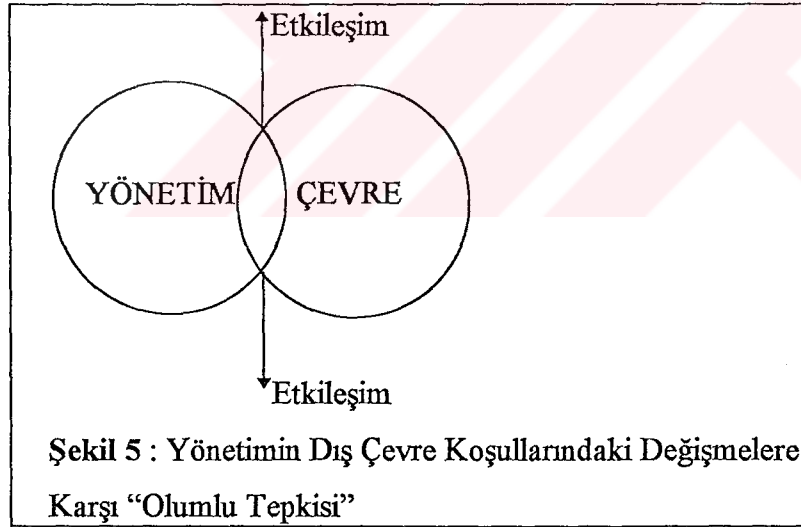 Etkileşim
YÖNETİM ÇEVRE
Etkileşim
Şekil 5 : Yönetimin Dış Çevre Koşullarındaki Değişmelere
Karşı “Olumlu Tepkisi”